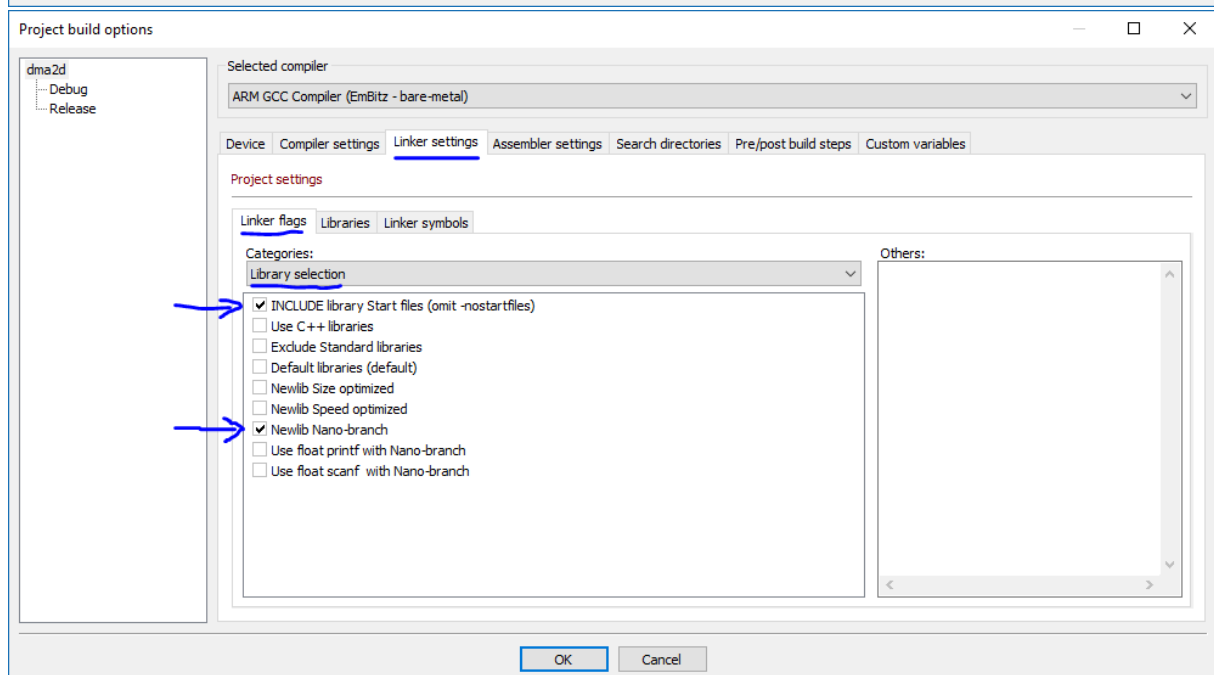 Project build options
dma2d
Debug
Release
Selected compiler
ARM GCC Compiler (EmBitz - bare-metal)
Device Compiler settings Linker settings Assembler settings Search directories Pre/post build steps Custom variables
Project settings
Linker flags Libraries Linker symbols
Categories:
Library selection
INCLUDE library Start files (omit -nostartfiles)
Use C++ libraries
Exclude Standard libraries
Default libraries (default)
Newlib Size optimized
Newlib Speed optimized
Newlib Nano-branch
Use float printf with Nano-branch
Use float scanf  with Nano-branch
Others:
OK Cancel